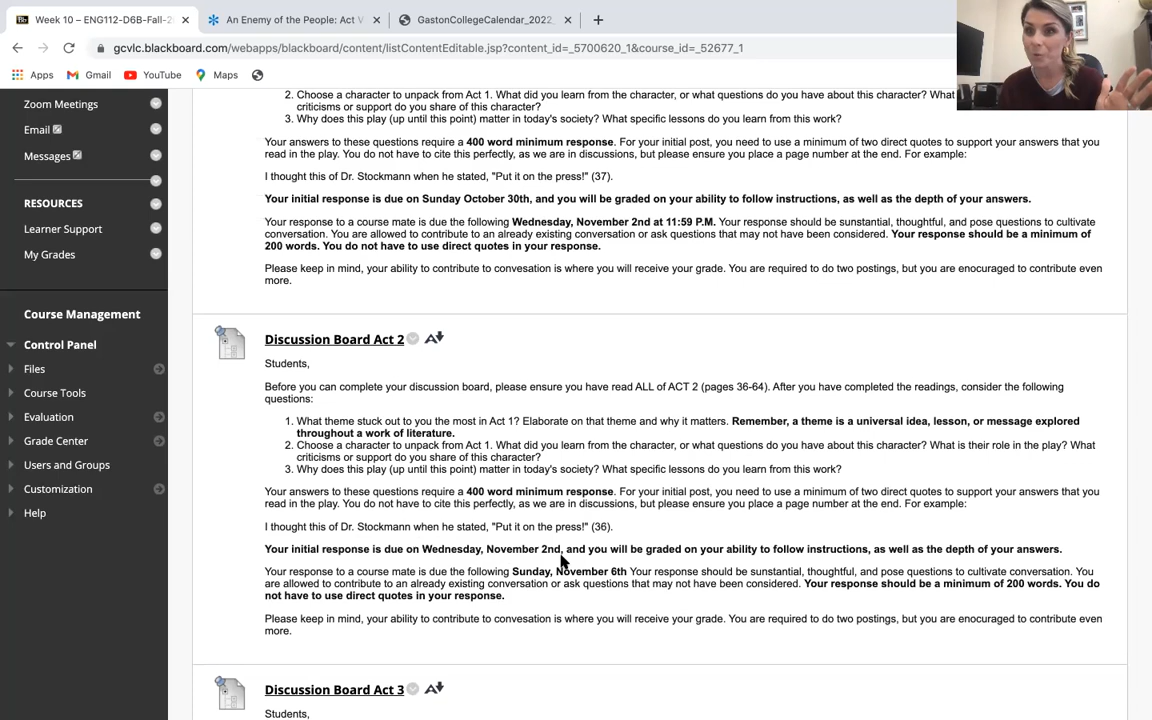 Week 10 – ENG112-D6B-Fall-2
An Enemy of the People: Act V
GastonCollegeCalendar_2022_
gcvlc.blackboard.com/webapps/blackboard/content/listContentEditable.jsp?content_id=_5700620_1&course_id=_52677_1
Apps
Gmail
YouTube
Maps
Zoom Meetings
Email
Messages
RESOURCES
Learner Support
My Grades
Course Management
Control Panel
Files
Course Tools
Evaluation
Grade Center
Users and Groups
Customization
Help
2. Choose a character to unpack from Act 1. What did you learn from the character, or what questions do you have about this character? What
criticisms or support do you share of this character?
3. Why does this play (up until this point) matter in today's society? What specific lessons do you learn from this work?
Your answers to these questions require a 400 word minimum response. For your initial post, you need to use a minimum of two direct quotes to support your answers that you
read in the play. You do not have to cite this perfectly, as we are in discussions, but please ensure you place a page number at the end. For example:
I thought this of Dr. Stockmann when he stated, "Put it on the press!" (37).
Your initial response is due on Sunday October 30th, and you will be graded on your ability to follow instructions, as well as the depth of your answers.
Your response to a course mate is due the following Wednesday, November 2nd at 11:59 P.M. Your response should be sunstantial, thoughtful, and pose questions to cultivate
conversation. You are allowed to contribute to an already existing conversation or ask questions that may not have been considered. Your response should be a minimum of
200 words. You do not have to use direct quotes in your response.
Please keep in mind, your ability to contribute to convesation is where you will receive your grade. You are required to do two postings, but you are enocuraged to contribute even
more.
Discussion Board Act 2
Students,
Before you can complete your discussion board, please ensure you have read ALL of ACT 2 (pages 36-64). After you have completed the readings, consider the following
questions:
1. What theme stuck out to you the most in Act 1? Elaborate on that theme and why it matters. Remember, a theme is a universal idea, lesson, or message explored
throughout a work of literature.
2. Choose a character to unpack from Act 1. What did you learn from the character, or what questions do you have about this character? What is their role in the play? What
criticisms or support do you share of this character?
3. Why does this play (up until this point) matter in today's society? What specific lessons do you learn from this work?
Your answers to these questions require a 400 word minimum response. For your initial post, you need to use a minimum of two direct quotes to support your answers that you
read in the play. You do not have to cite this perfectly, as we are in discussions, but please ensure you place a page number at the end. For example:
I thought this of Dr. Stockmann when he stated, "Put it on the press!" (36).
Your initial response is due on Wednesday, November 2nd, and you will be graded on your ability to follow instructions, as well as the depth of your answers.
Your response to a course mate is due the following Sunday, November 6th Your response should be sunstantial, thoughtful, and pose questions to cultivate conversation. You
are allowed to contribute to an already existing conversation or ask questions that may not have been considered. Your response should be a minimum of 200 words. You do
not have to use direct quotes in your response.
Please keep in mind, your ability to contribute to convesation is where you will receive your grade. You are required to do two postings, but you are enocuraged to contribute even
more.
Discussion Board Act 3
Students,